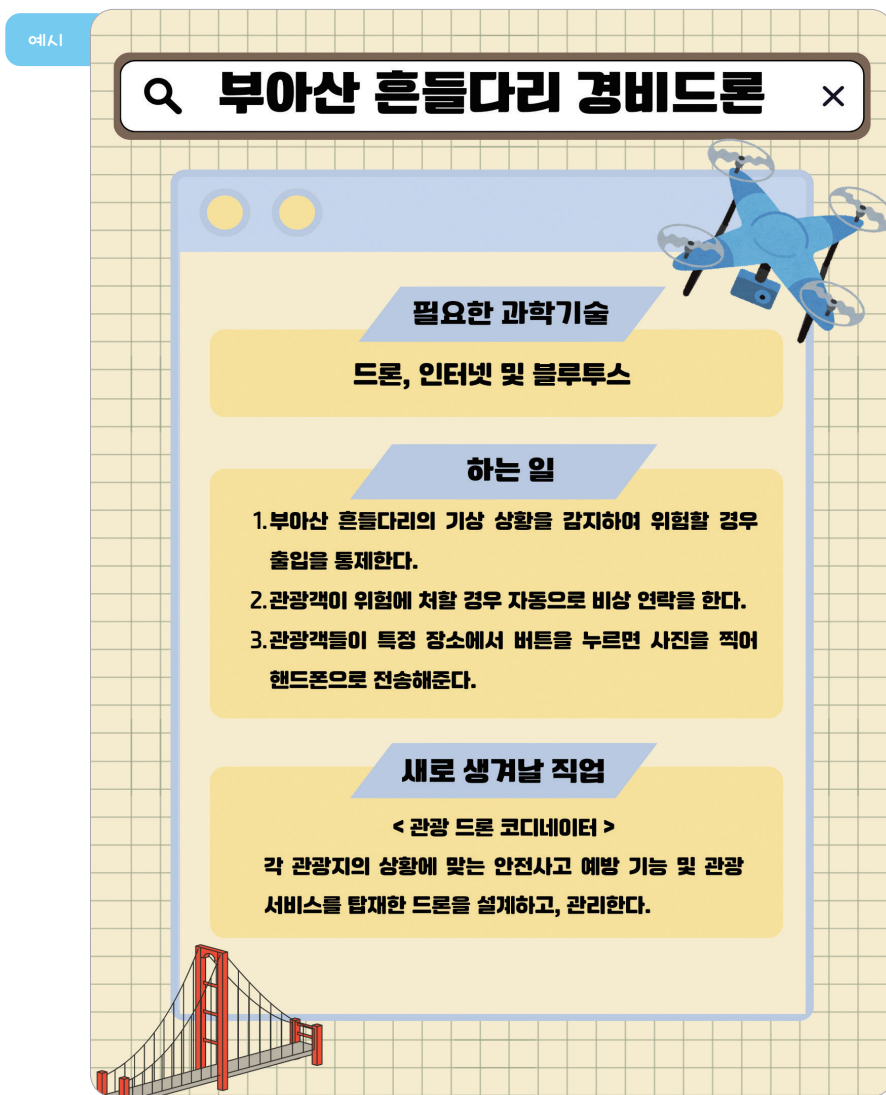 예시
부아산 흔들다리 경비드론
필요한 과학기술
드론, 인터넷 및 블루투스
하는 일
1.부아산 흔들다리의 기상 상황을 감지하여 위험할 경우
출입을 통제한다.
2.관광객이 위험에 처할 경우 자동으로 비상 연락을 한다.
3.관광객들이 특정 장소에서 버튼을 누르면 사진을 찍어
핸드폰으로 전송해준다.
새로 생겨날 직업
< 관광 드론 코디네이터 >
각 관광지의 상황에 맞는 안전사고 예방 기능 및 관광
서비스를 탑재한 드론을 설계하고, 관리한다.